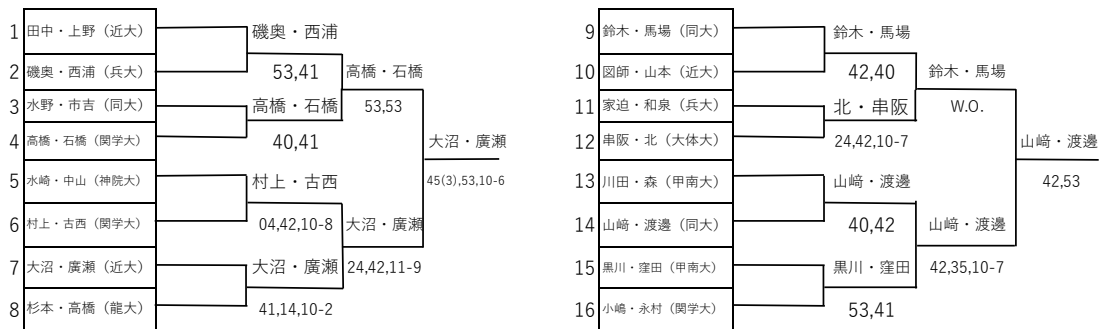 1 田中・上野（近大）
2 磯奥・西浦（兵大）
3 水野・市吉（同大）
4 高橋・石橋（関学大）
5 水崎・中山（神院大）
6 村上・古西（関学大）
7 大沼・廣瀬（近大）
8 杉本・高橋（龍大）
磯奥・西浦
53,41
高橋・石橋
40,41
村上・古西
04,42,10-8
大沼・廣瀬
41,14,10-2
高橋・石橋
53,53
大沼・廣瀬
24,42,11-9
大沼・廣瀬
45(3),53,10-6
9 鈴木・馬場（同大）
10 図師・山本（近大）
11 家迫・和泉（兵大）
12 串阪・北（大体大）
13 川田・森（甲南大）
14 山﨑・渡邊（同大）
15 黒川・窪田（甲南大）
16 小嶋・永村（関学大）
鈴木・馬場
42,40
北・串阪
24,42,10-7
山﨑・渡邊
40,42
黒川・窪田
53,41
鈴木・馬場
W.O.
山﨑・渡邊
42,35,10-7
山﨑・渡邊
42,53